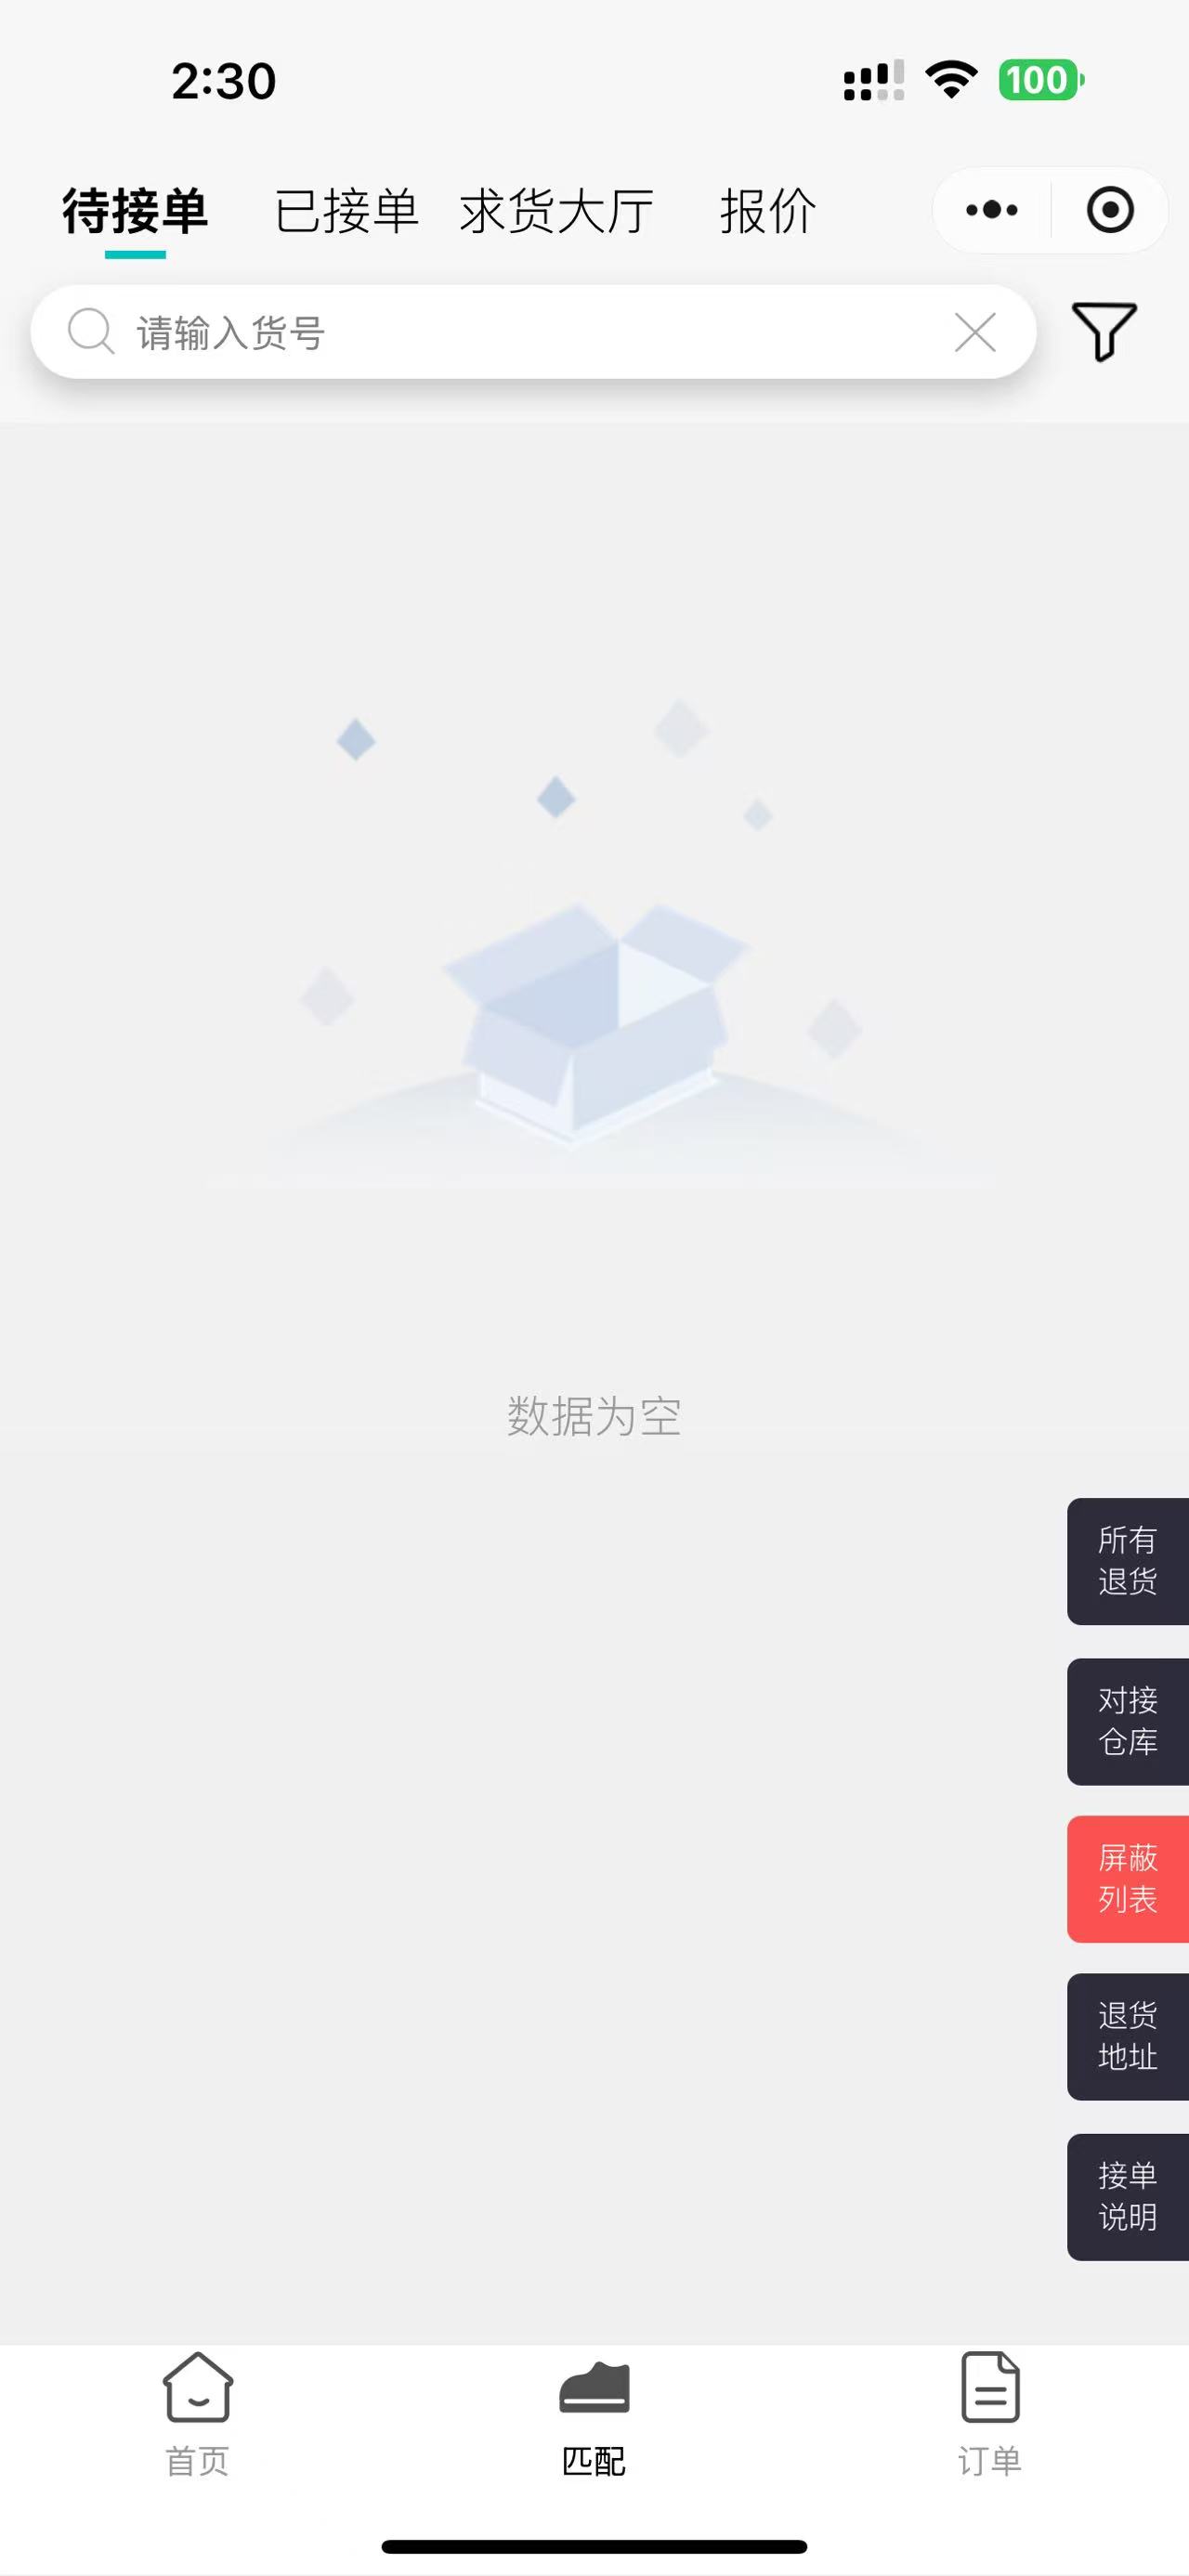 2:30
100
待接单 已接单 求货大厅 报价
请输入货号
数据为空
所有
退货
对接
仓库
屏蔽
列表
退货
地址
接单
说明
首页 匹配 订单